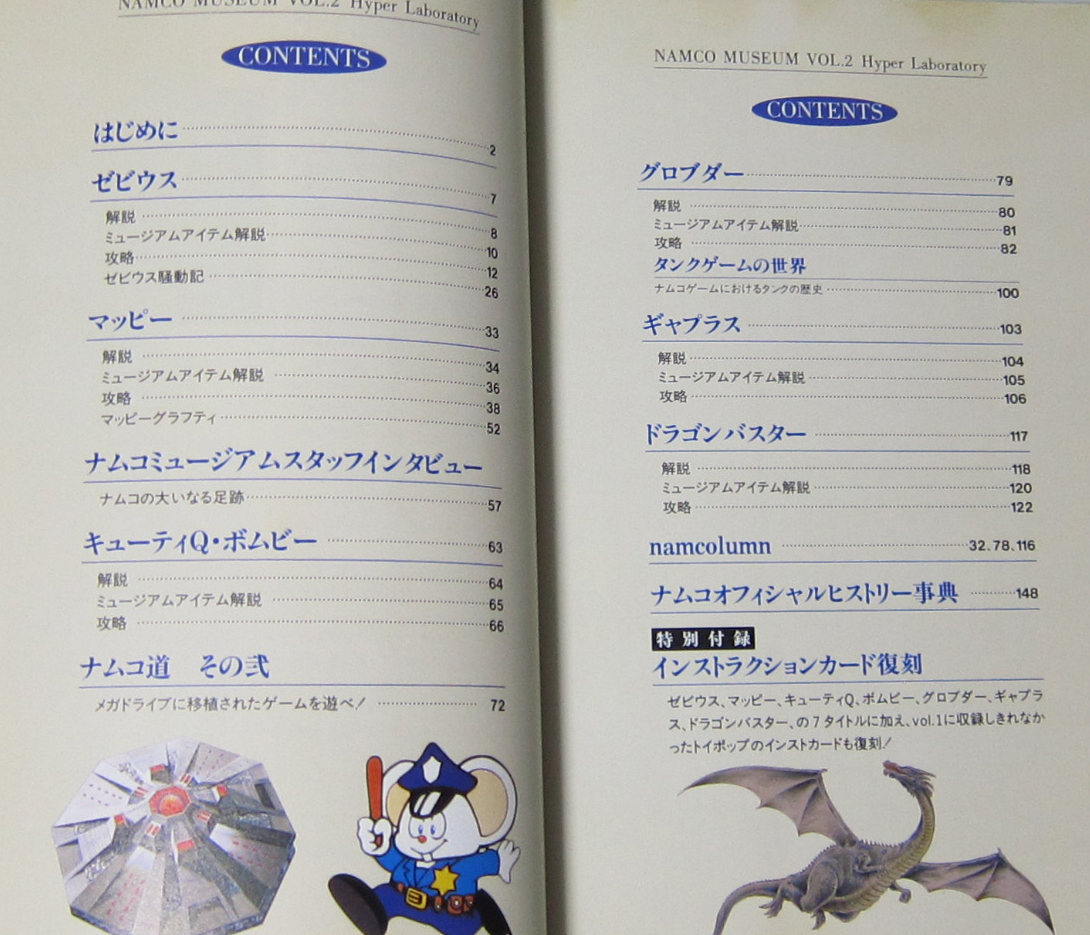 NAMCO MUSEUM VOL.2 Hyper Laboratory
CONTENTS
はじめに 2
ゼビウス 7
解説 8
ミュージアムアイテム解説 10
攻略 12
ゼビウス騒動記 26
マッピー 33
解説 34
ミュージアムアイテム解説 36
攻略 38
マッピーグラフティ 52
ナムコミュージアムスタッフインタビュー
ナムコの大いなる足跡 57
キューティQ・ボムビー 63
解説 64
ミュージアムアイテム解説 65
攻略 66
ナムコ道 その弐
メガドライブに移植されたゲームを遊べ! 72
NAMCO MUSEUM VOL.2 Hyper Laboratory
CONTENTS
グロブダー 79
解説 80
ミュージアムアイテム解説 81
攻略 82
タンクゲームの世界
ナムコゲームにおけるタンクの歴史 100
ギャプラス 103
解説 104
ミュージアムアイテム解説 105
攻略 106
ドラゴンバスター 117
解説 118
ミュージアムアイテム解説 120
攻略 122
namcolumn 32、78、116
ナムコオフィシャルヒストリー事典 148
特別付録
インストラクションカード復刻
ゼビウス、マッピー、キューティQ、ボムビー、グロブダー、ギャプラ
ス、ドラゴンバスター、の7タイトルに加え、vol.1に収録しきれなか
ったトイポップのインストカードも復刻!